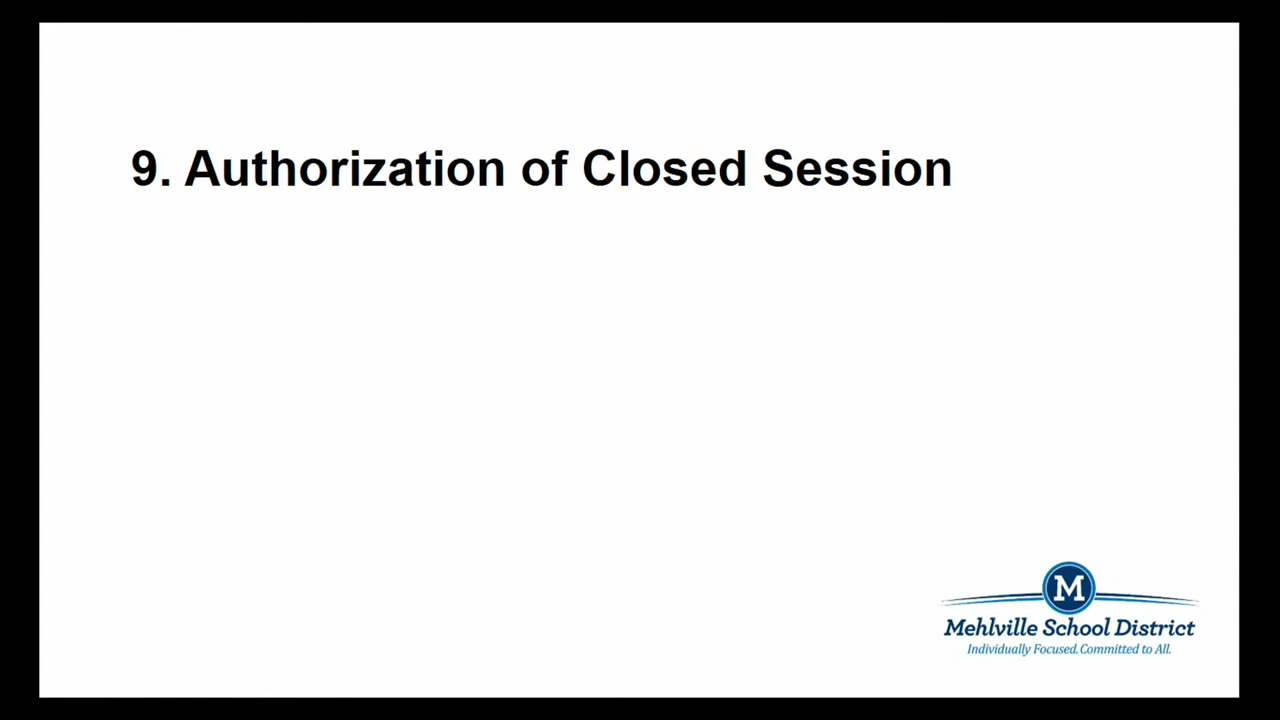 9. Authorization of Closed Session
M
Mehlville School District
Individually Focused. Committed to All.